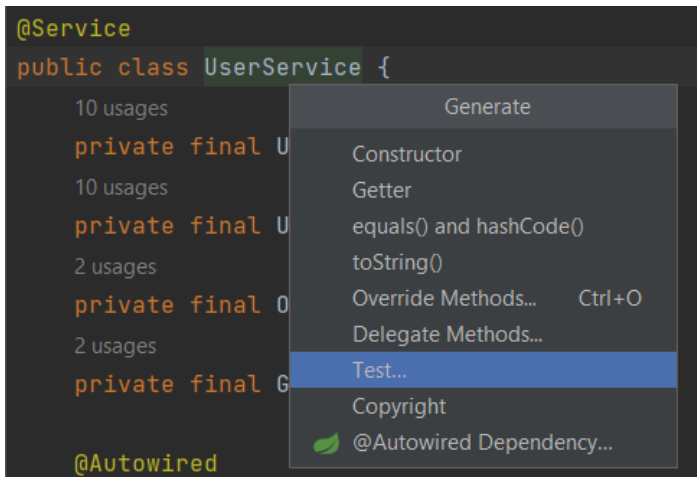 @Service
public class UserService {
10 usages
private final U
10 usages
private final U
2 usages
private final O
2 usages
private final G
@Autowired
Generate
Constructor
Getter
equals() and hashCode()
toString()
Override Methods... Ctrl+O
Delegate Methods...
Test...
Copyright
@Autowired Dependency...